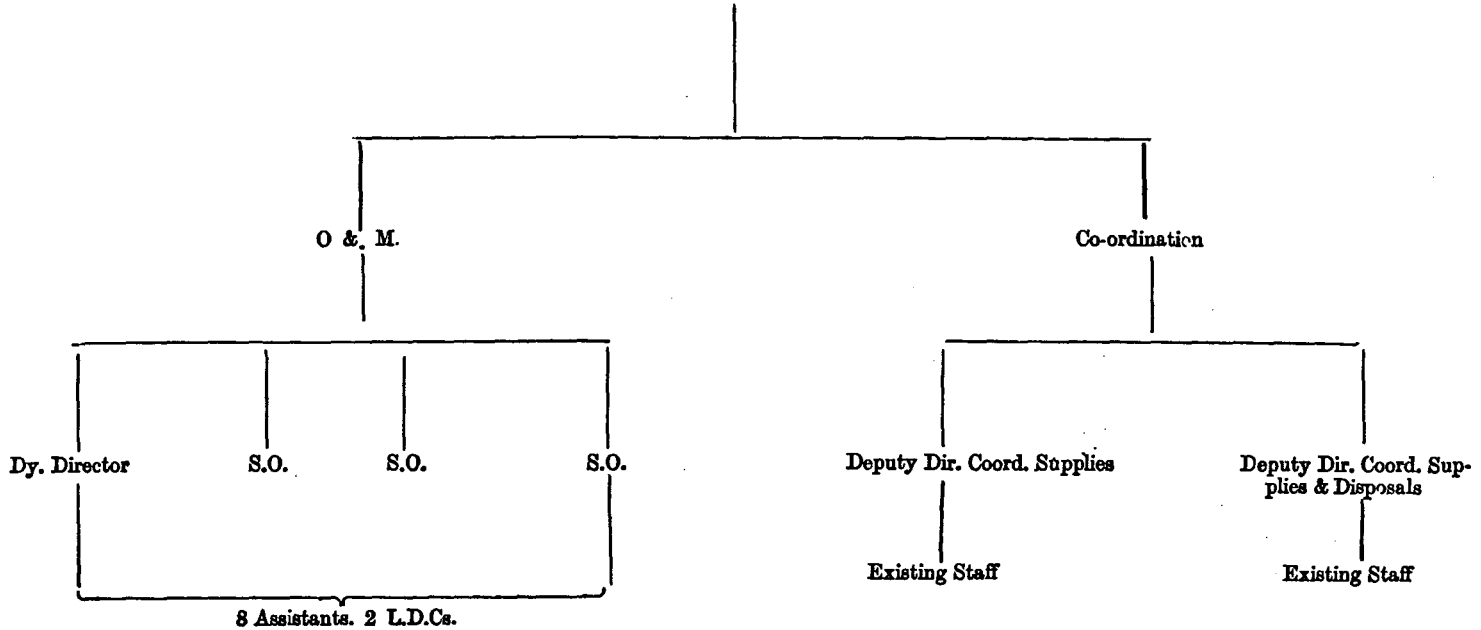 O &. M.
Co-ordination
Dy. Director
S.O.
S.O.
S.O.
Deputy Dir. Coord. Supplies
Deputy Dir. Coord. Sup-
plies & Disposals
Existing Staff
Existing Staff
8 Assistants. 2 L.D.Cs.